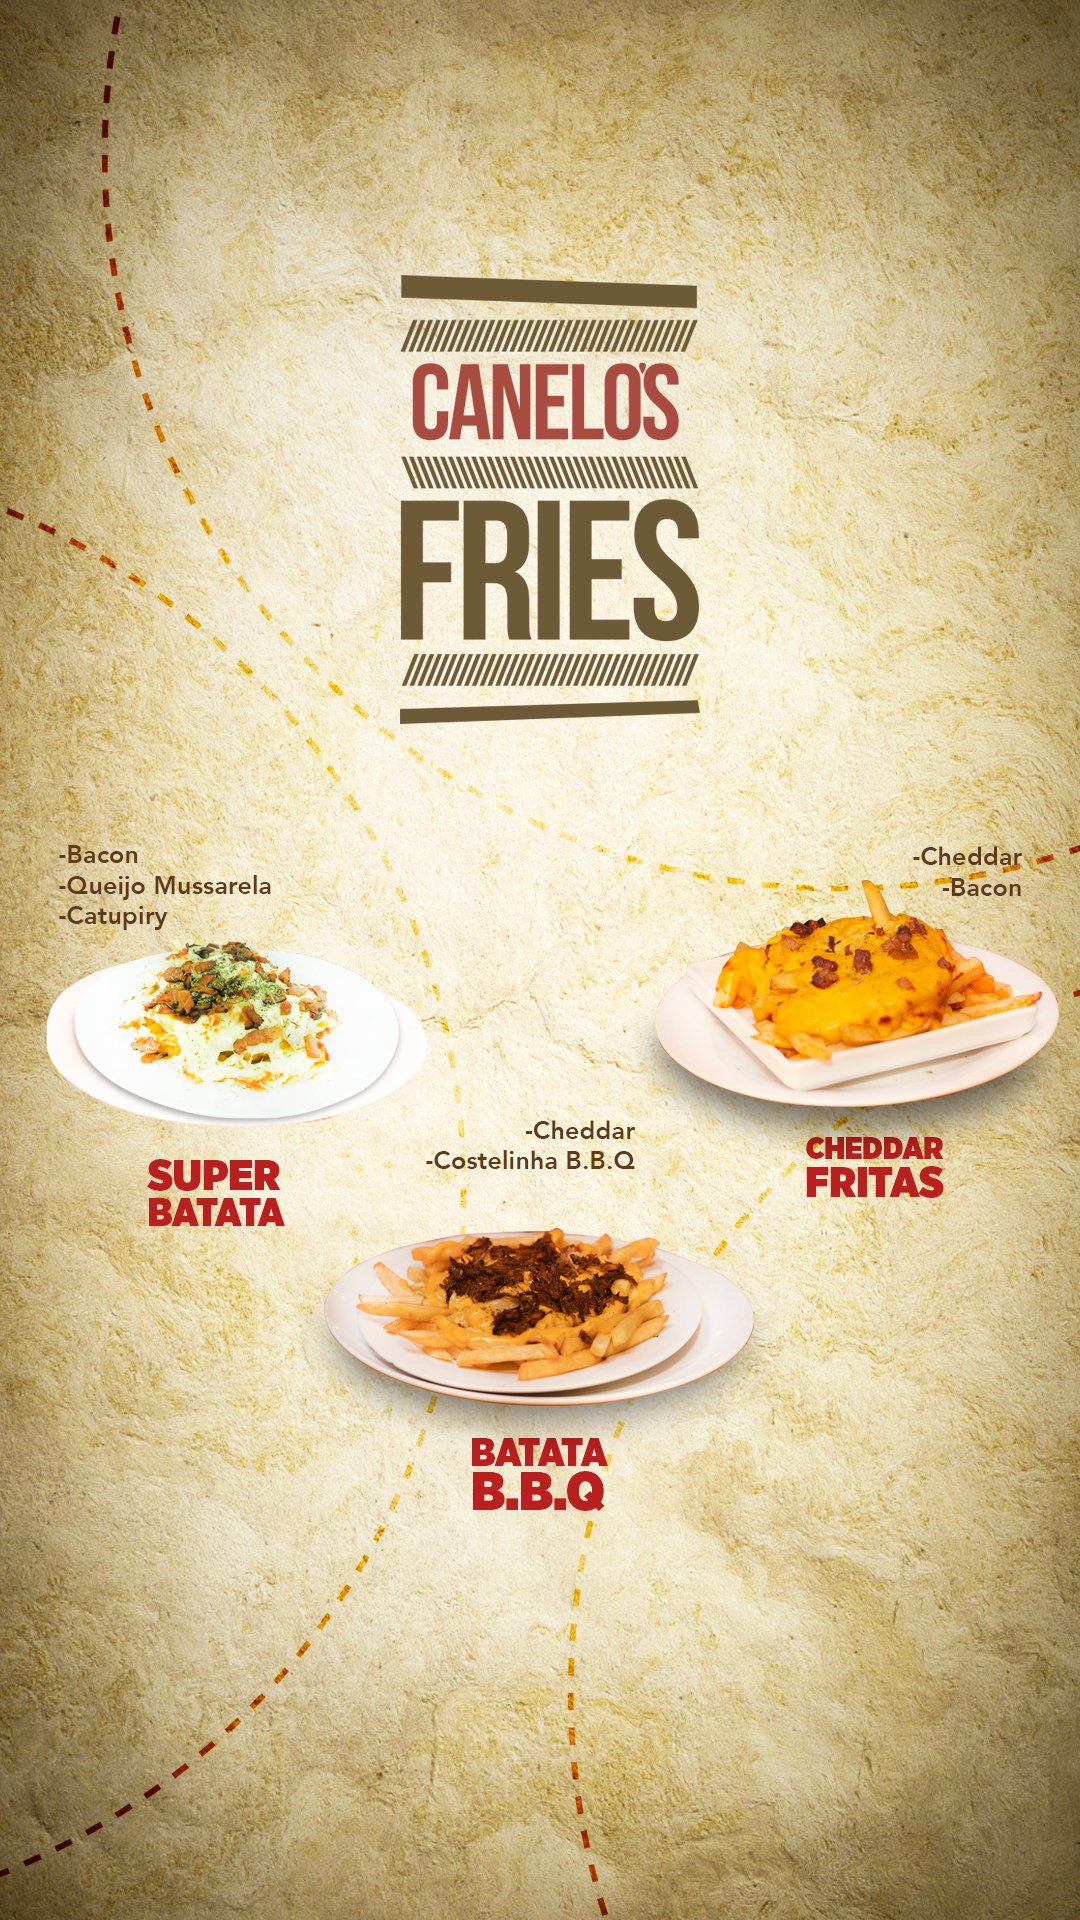 CANELO'S
FRIES
-Bacon
-Queijo Mussarela
-Catupiry
SUPER
BATATA
-Cheddar
-Bacon
CHEDDAR
FRITAS
-Cheddar
-Costelinha B.B.Q
BATATA
B.B.Q